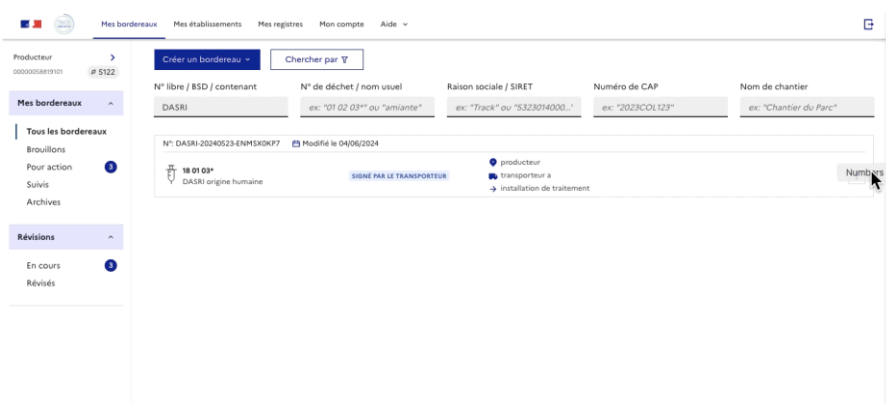 Mes bordereaux Mes établissements Mes registres Mon compte Aide
Producteur
00000058819101 # 5122
Mes bordereaux
Tous les bordereaux
Brouillons
Pour action 3
Suivis
Archives
Révisions
En cours 3
Révisés
Créer un bordereau Chercher par
N° libre / BSD / contenant N° de déchet / nom usuel Raison sociale / SIRET Numéro de CAP Nom de chantier
DASRI ex: "01 02 03*" ou "amiante" ex: "Track" ou "5323014000..." ex: "2023COL123" ex: "Chantier du Parc"
N°: DASRI-20240523-ENMSX0KP7 Modifié le 04/06/2024
18 01 03*
DASRI origine humaine
SIGNÉ PAR LE TRANSPORTEUR
producteur
transporteur a
installation de traitement
Numbers